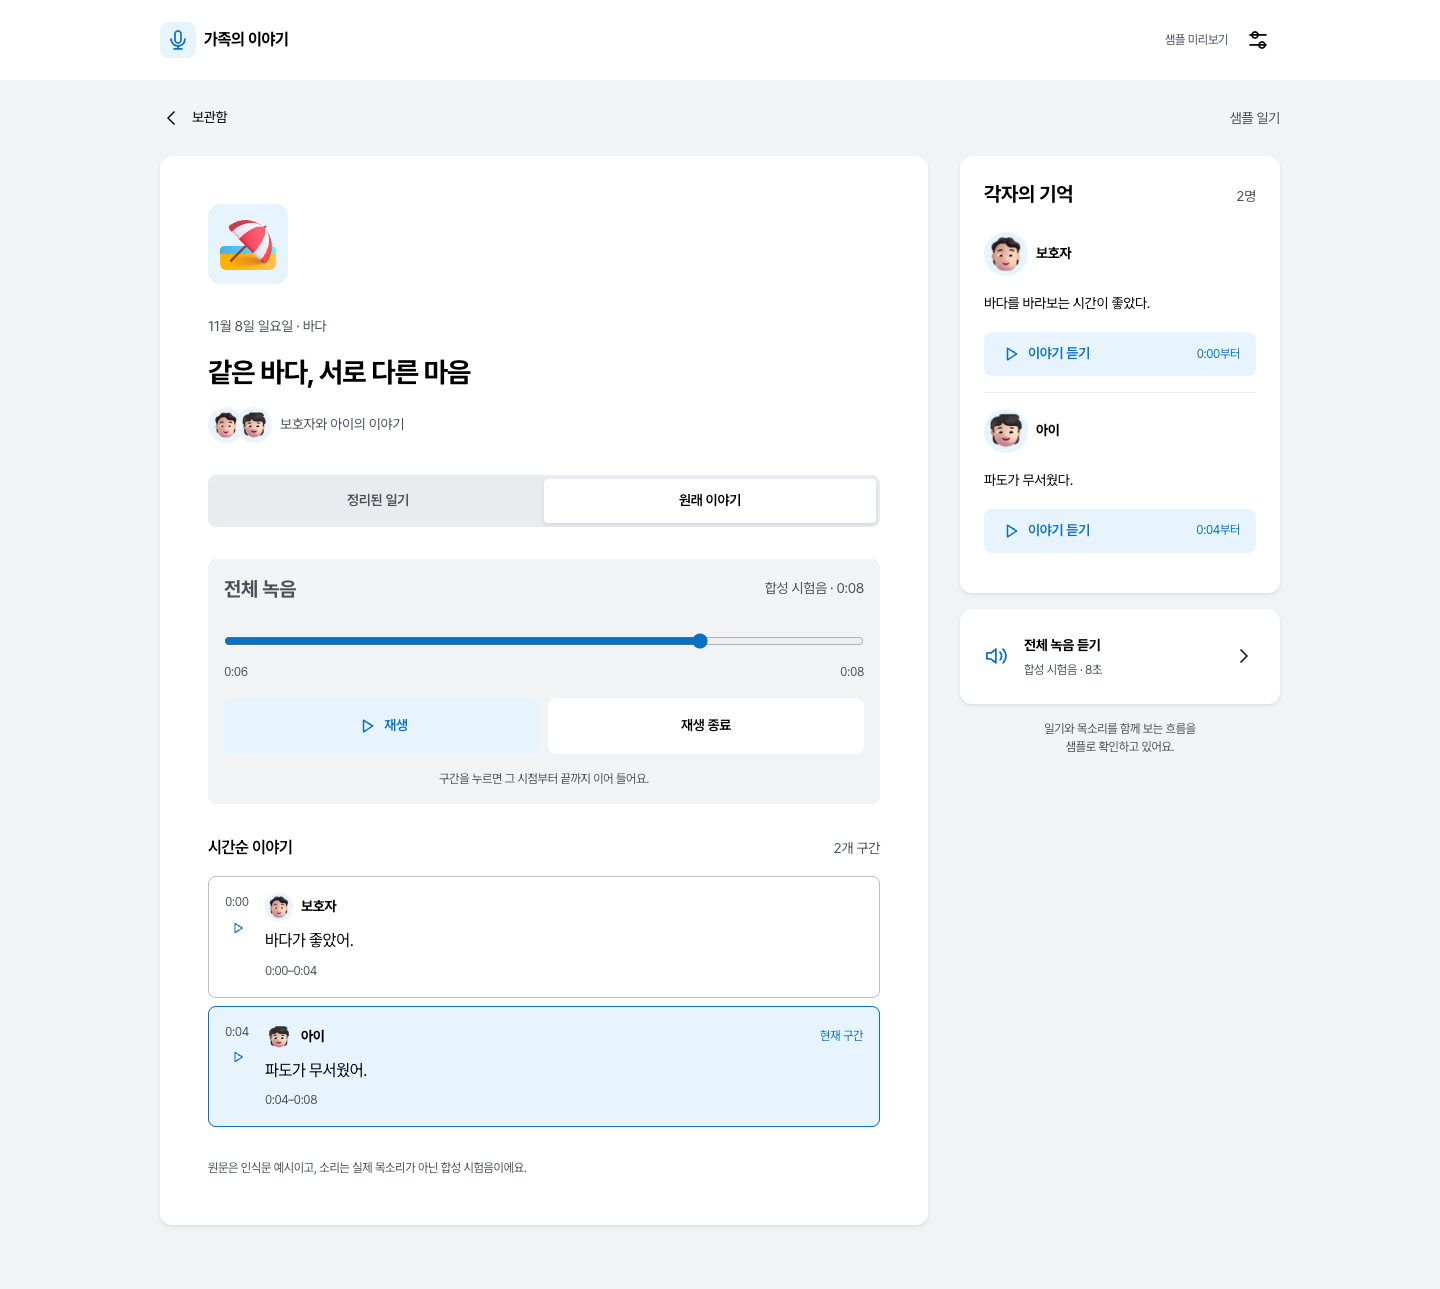 가족의 이야기
샘플 미리보기
보관함
샘플 일기
11월 8일 일요일 · 바다
같은 바다, 서로 다른 마음
보호자와 아이의 이야기
정리된 일기
원래 이야기
전체 녹음
합성 시험음 · 0:08
0:06
0:08
재생
재생 종료
구간을 누르면 그 시점부터 끝까지 이어 들어요.
시간순 이야기
2개 구간
0:00
보호자
바다가 좋았어.
0:00–0:04
0:04
아이
현재 구간
파도가 무서웠어.
0:04–0:08
원문은 인식문 예시이고, 소리는 실제 목소리가 아닌 합성 시험음이에요.
각자의 기억
2명
보호자
바다를 바라보는 시간이 좋았다.
이야기 듣기
0:00부터
아이
파도가 무서웠다.
이야기 듣기
0:04부터
전체 녹음 듣기
합성 시험음 · 8초
일기와 목소리를 함께 보는 흐름을
샘플로 확인하고 있어요.